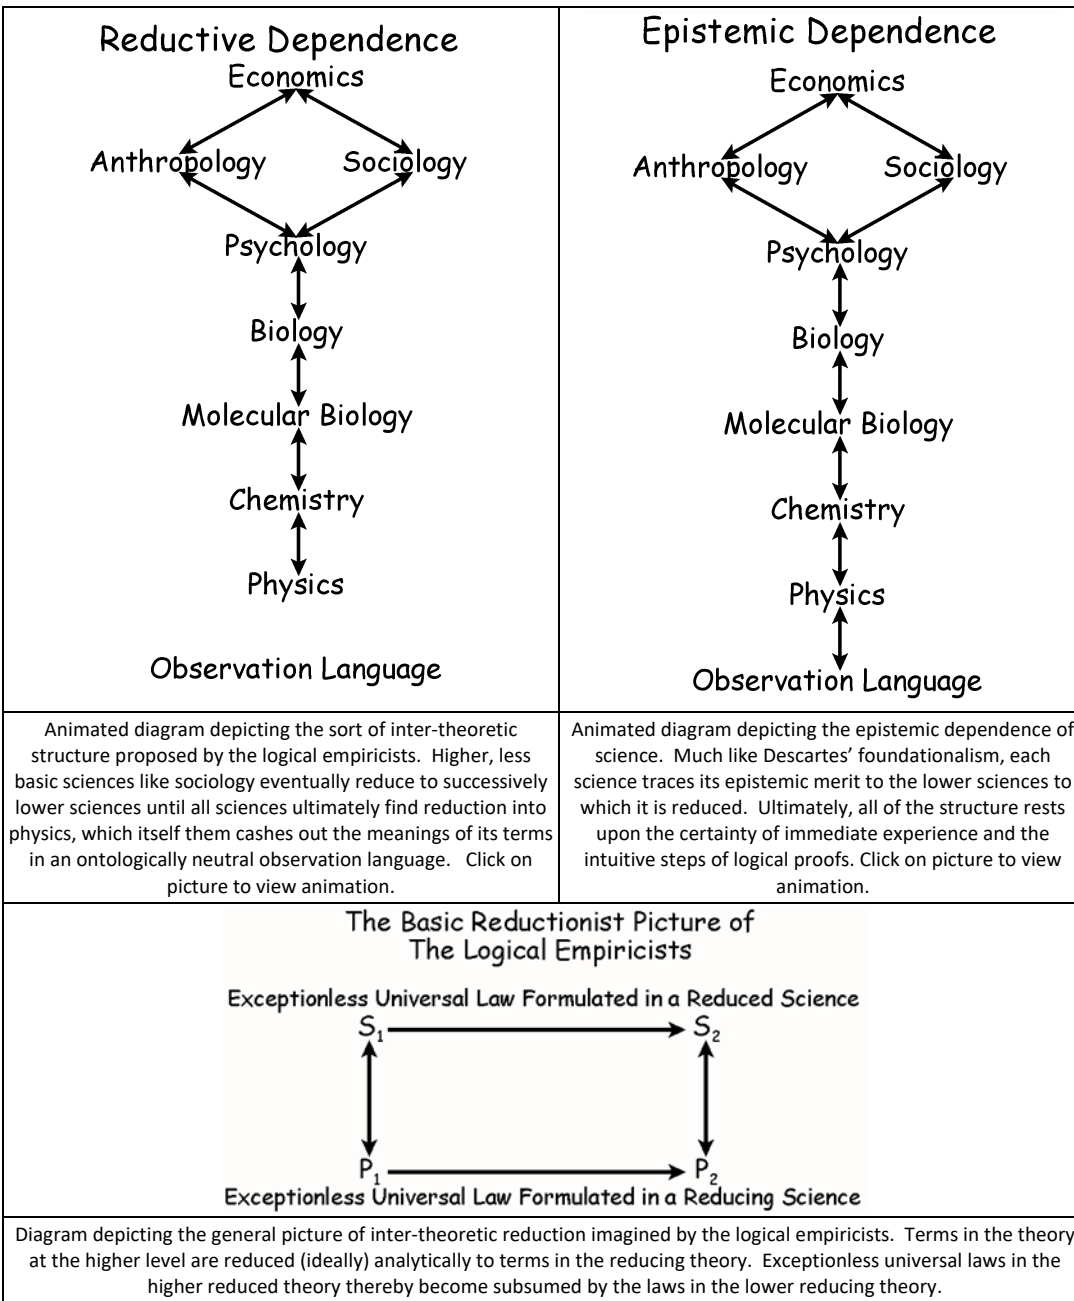 Reductive Dependence
Economics
Anthropology Sociology
Psychology
Biology
Molecular Biology
Chemistry
Physics
Observation Language
Animated diagram depicting the sort of inter-theoretic
structure proposed by the logical empiricists. Higher, less
basic sciences like sociology eventually reduce to successively
lower sciences until all sciences ultimately find reduction into
physics, which itself them cashes out the meanings of its terms
in an ontologically neutral observation language. Click on
picture to view animation.
Epistemic Dependence
Economics
Anthropology Sociology
Psychology
Biology
Molecular Biology
Chemistry
Physics
Observation Language
Animated diagram depicting the epistemic dependence of
science. Much like Descartes’ foundationalism, each
science traces its epistemic merit to the lower sciences to
which it is reduced. Ultimately, all of the structure rests
upon the certainty of immediate experience and the
intuitive steps of logical proofs. Click on picture to view
animation.
The Basic Reductionist Picture of
The Logical Empiricists
Exceptionless Universal Law Formulated in a Reduced Science
S1 S2
P1 P2
Exceptionless Universal Law Formulated in a Reducing Science
Diagram depicting the general picture of inter-theoretic reduction imagined by the logical empiricists. Terms in the theory
at the higher level are reduced (ideally) analytically to terms in the reducing theory. Exceptionless universal laws in the
higher reduced theory thereby become subsumed by the laws in the lower reducing theory.